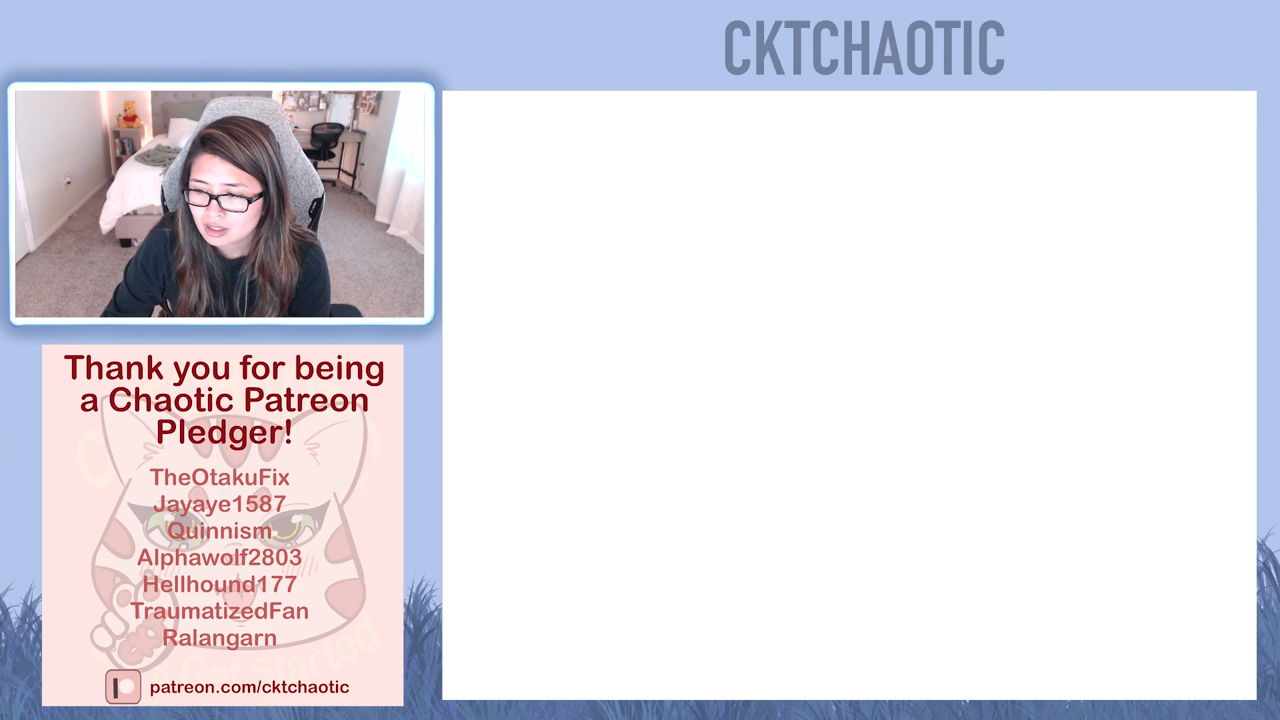 CKTCHAOTIC
Thank you for being
a Chaotic Patreon
Pledger!
TheOtakuFix
Jayaye1587
Quinnism
Alphawolf2803
Hellhound177
TraumatizedFan
Ralangarn
patreon.com/cktchaotic